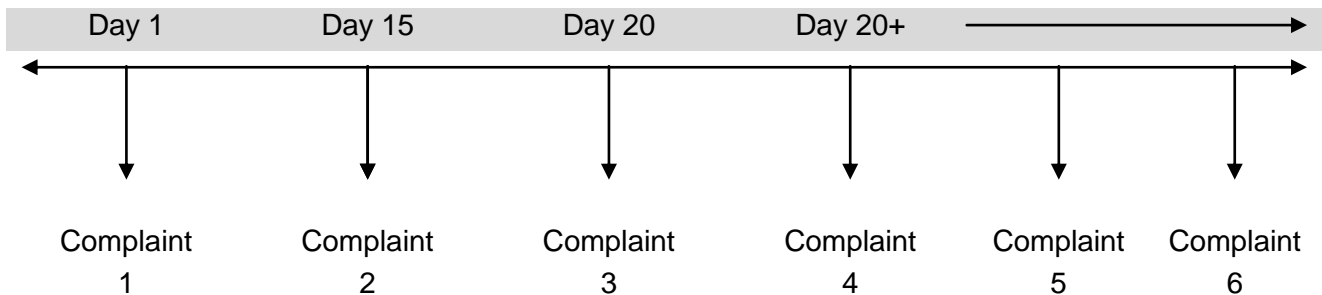 Day 1 Day 15 Day 20 Day 20+
Complaint Complaint Complaint Complaint Complaint Complaint
1 2 3 4 5 6